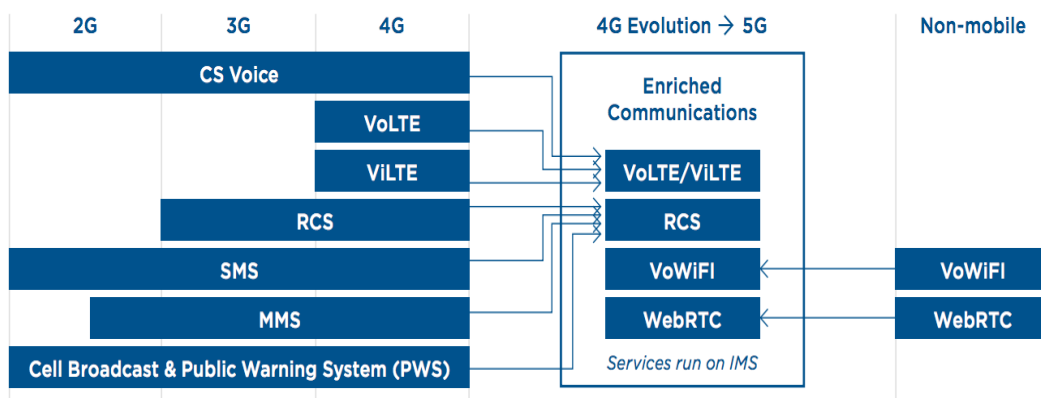 2G
3G
4G
4G Evolution → 5G
Non-mobile
CS Voice
VoLTE
ViLTE
RCS
SMS
MMS
Cell Broadcast & Public Warning System (PWS)
Enriched
Communications
VoLTE/ViLTE
RCS
VoWiFI
WebRTC
Services run on IMS
VoWiFI
WebRTC